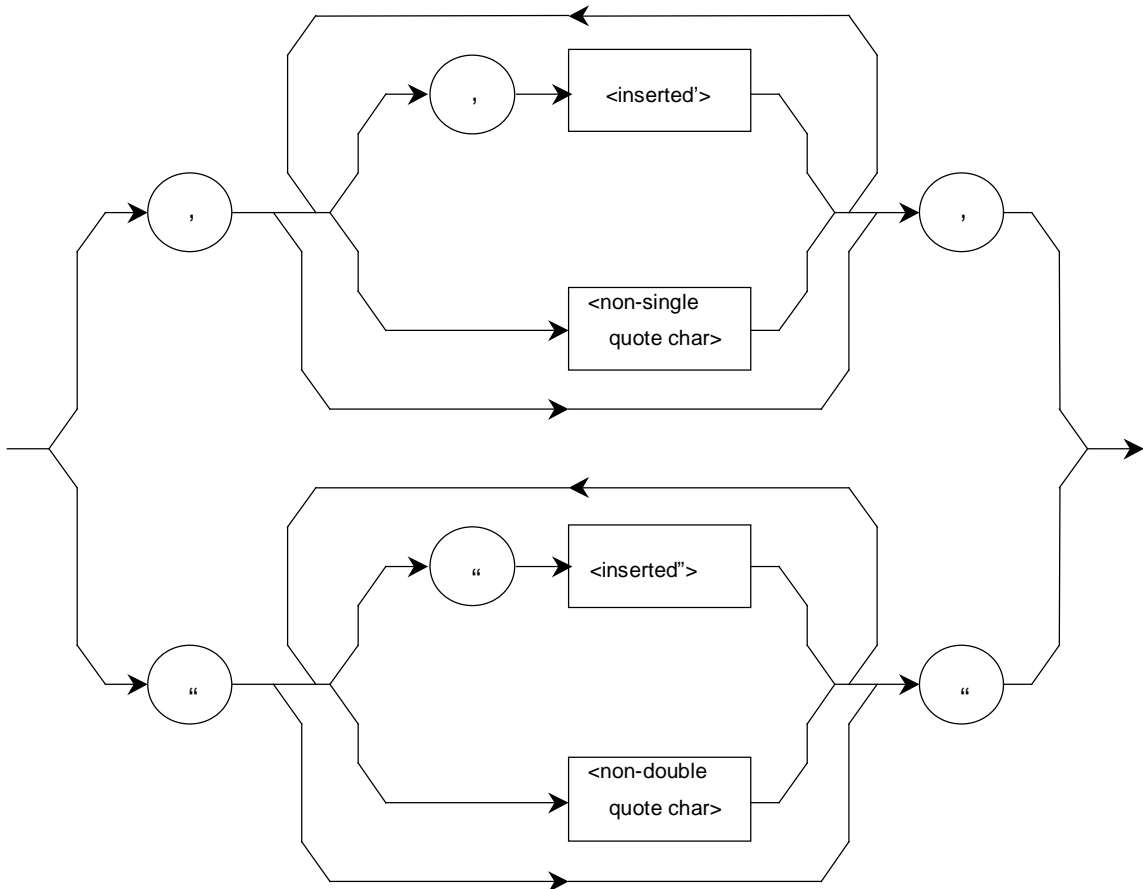 ,
<inserted’>
,
,
<non-single
quote char>
“
<inserted”>
“
“
<non-double
quote char>